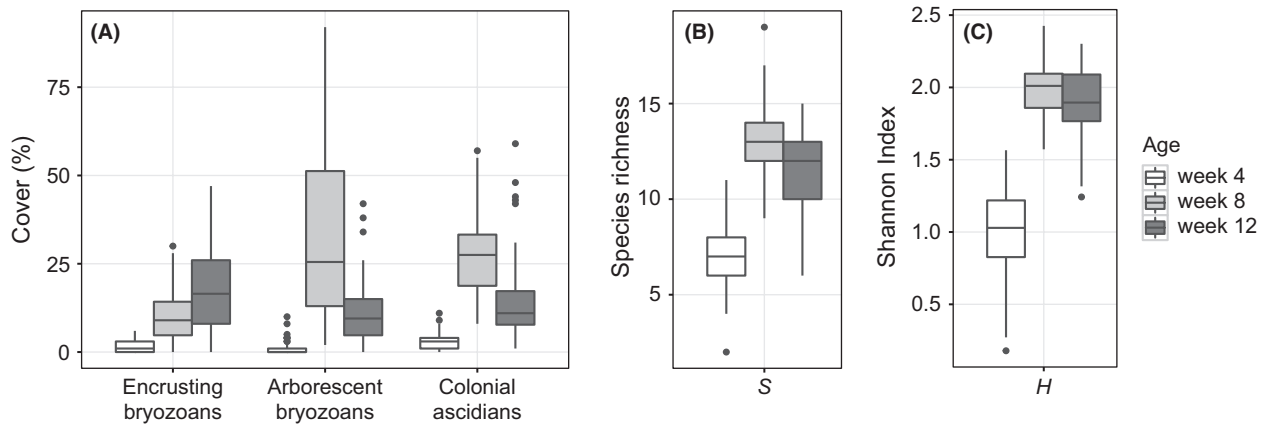 (A)
Cover (%)
75
50
25
0
Encrusting
bryozoans
Arborescent
bryozoans
Colonial
ascidians
(B)
Species richness
15
10
5
S
(C)
Shannon Index
2.5
2.0
1.5
1.0
0.5
H
Age
week 4
week 8
week 12